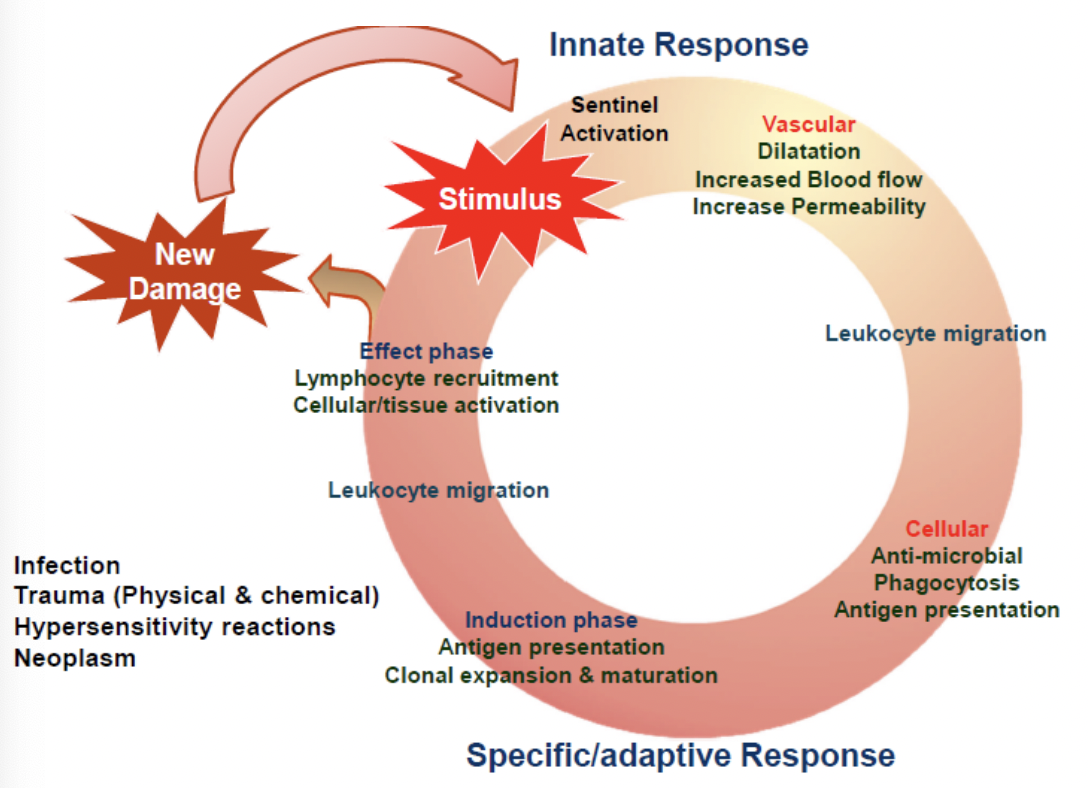 Innate Response
Sentinel
Activation
Vascular
Dilatation
Increased Blood flow
Increase Permeability
Stimulus
New
Damage
Leukocyte migration
Effect phase
Lymphocyte recruitment
Cellular/tissue activation
Leukocyte migration
Cellular
Anti-microbial
Phagocytosis
Antigen presentation
Infection
Trauma (Physical & chemical)
Hypersensitivity reactions
Neoplasm
Induction phase
Antigen presentation
Clonal expansion & maturation
Specific/adaptive Response